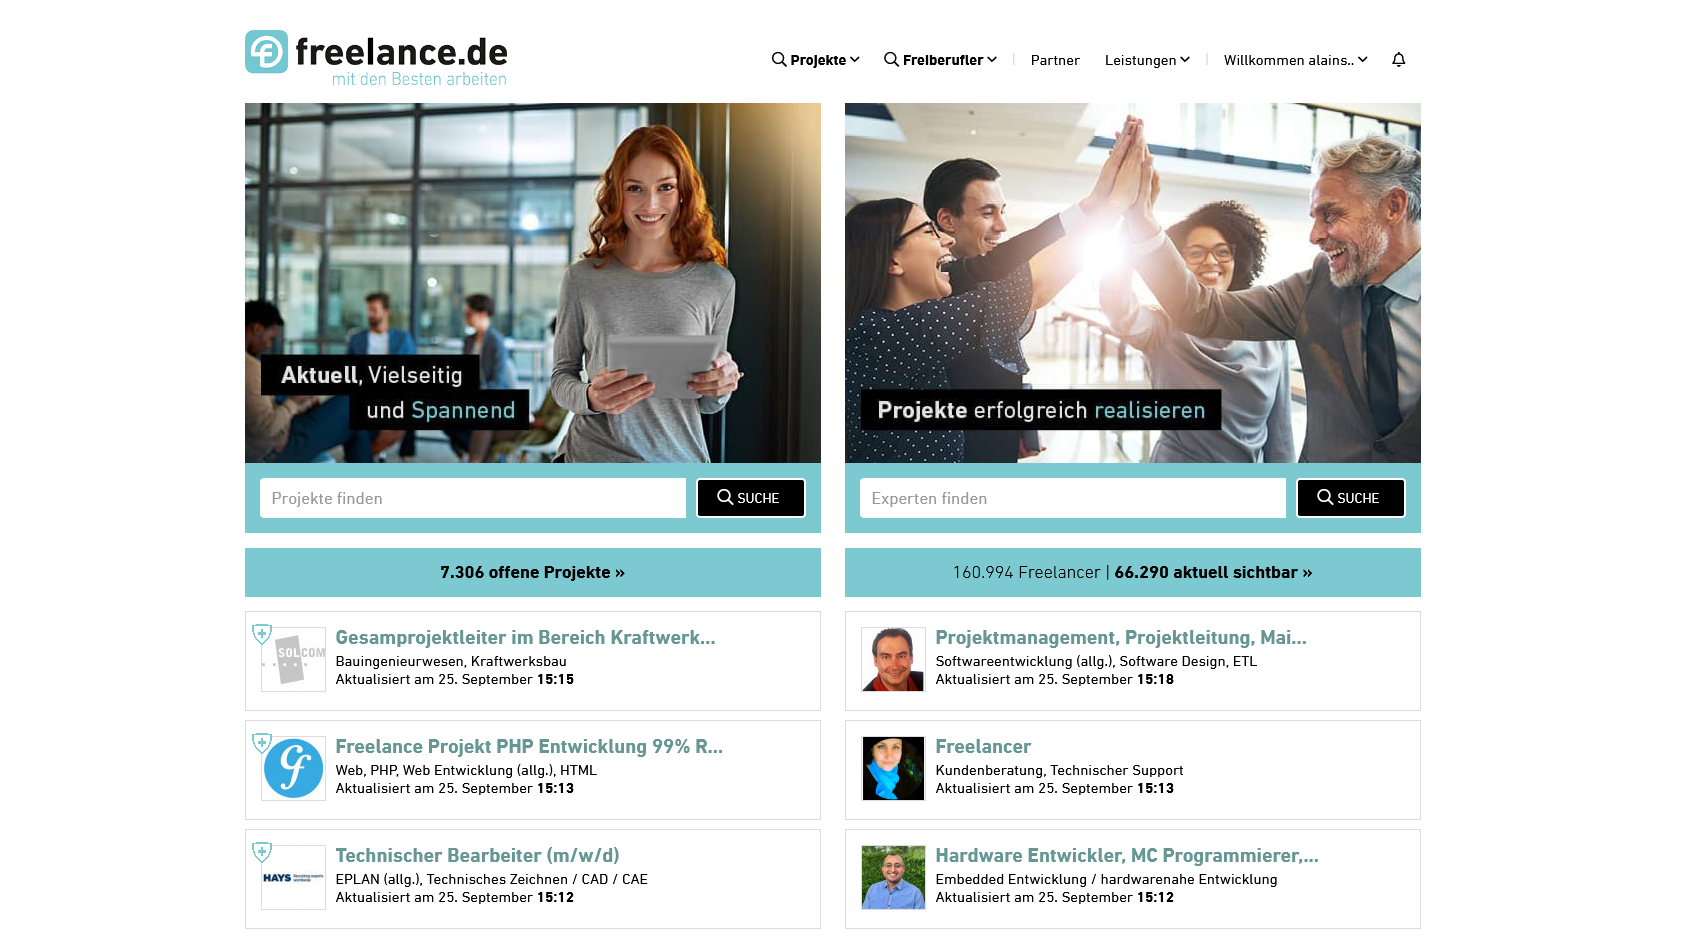 freelance.de
mit den Besten arbeiten
Projekte
Freiberufler
Partner
Leistungen
Willkommen alains..
Aktuell, Vielseitig
und Spannend
Projekte finden
SUCHE
7.306 offene Projekte »
SOLCOM
Gesamprojektleiter im Bereich Kraftwerk...
Bauingenieurwesen, Kraftwerksbau
Aktualisiert am 25. September 15:15
Freelance Projekt PHP Entwicklung 99% R...
Web, PHP, Web Entwicklung (allg.), HTML
Aktualisiert am 25. September 15:13
HAYS Recruiting experts
worldwide
Technischer Bearbeiter (m/w/d)
EPLAN (allg.), Technisches Zeichnen / CAD / CAE
Aktualisiert am 25. September 15:12
Projekte erfolgreich realisieren
Experten finden
SUCHE
160.994 Freelancer | 66.290 aktuell sichtbar »
Projektmanagement, Projektleitung, Mai...
Softwareentwicklung (allg.), Software Design, ETL
Aktualisiert am 25. September 15:18
Freelancer
Kundenberatung, Technischer Support
Aktualisiert am 25. September 15:13
Hardware Entwickler, MC Programmierer,...
Embedded Entwicklung / hardwarenahe Entwicklung
Aktualisiert am 25. September 15:12